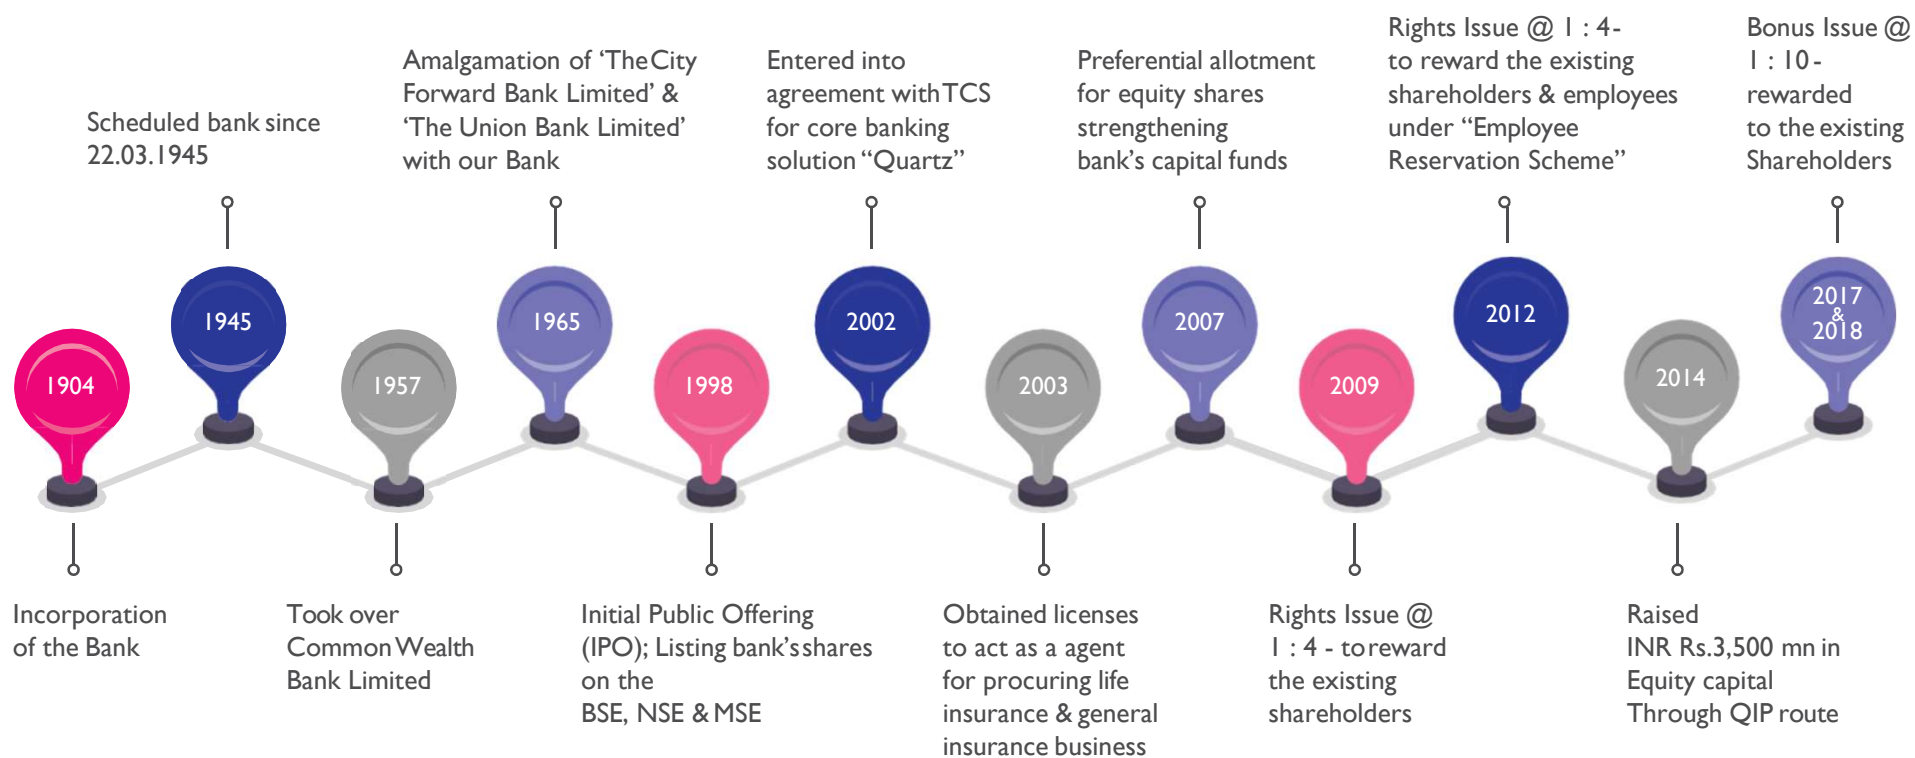 Scheduled bank since
22.03.1945
Amalgamation of ‘The City
Forward Bank Limited’ &
‘The Union Bank Limited’
with our Bank
Entered into
agreement with TCS
for core banking
solution “Quartz”
Preferential allotment
for equity shares
strengthening
bank’s capital funds
Rights Issue @ 1 : 4-
to reward the existing
shareholders & employees
under “Employee
Reservation Scheme”
Bonus Issue @
1 : 10 -
rewarded
to the existing
Shareholders
1904
1945
1957
1965
1998
2002
2003
2007
2009
2012
2014
2017
&
2018
Incorporation
of the Bank
Took over
Common Wealth
Bank Limited
Initial Public Offering
(IPO); Listing bank’s shares
on the
BSE, NSE & MSE
Obtained licenses
to act as a agent
for procuring life
insurance & general
insurance business
Rights Issue @
1 : 4 - to reward
the existing
shareholders
Raised
INR Rs.3,500 mn in
Equity capital
Through QIP route